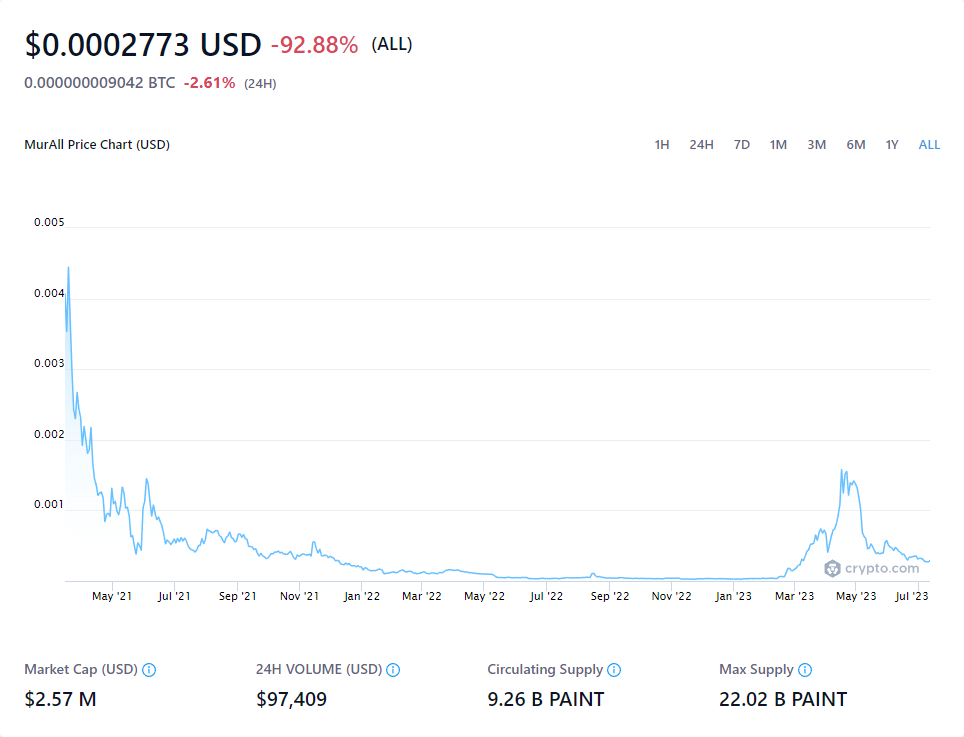 $0.0002773 USD -92.88% (ALL)
0.000000009042 BTC -2.61% (24H)
MurAll Price Chart (USD) 1H 24H 7D 1M 3M 6M 1Y ALL
0.005
0.004
0.003
0.002
0.001
crypto.com
May '21 Jul '21 Sep '21 Nov '21 Jan '22 Mar '22 May '22 Jul '22 Sep '22 Nov '22 Jan '23 Mar '23 May '23 Jul '23
Market Cap (USD) 24H VOLUME (USD) Circulating Supply Max Supply
$2.57 M $97,409 9.26 B PAINT 22.02 B PAINT